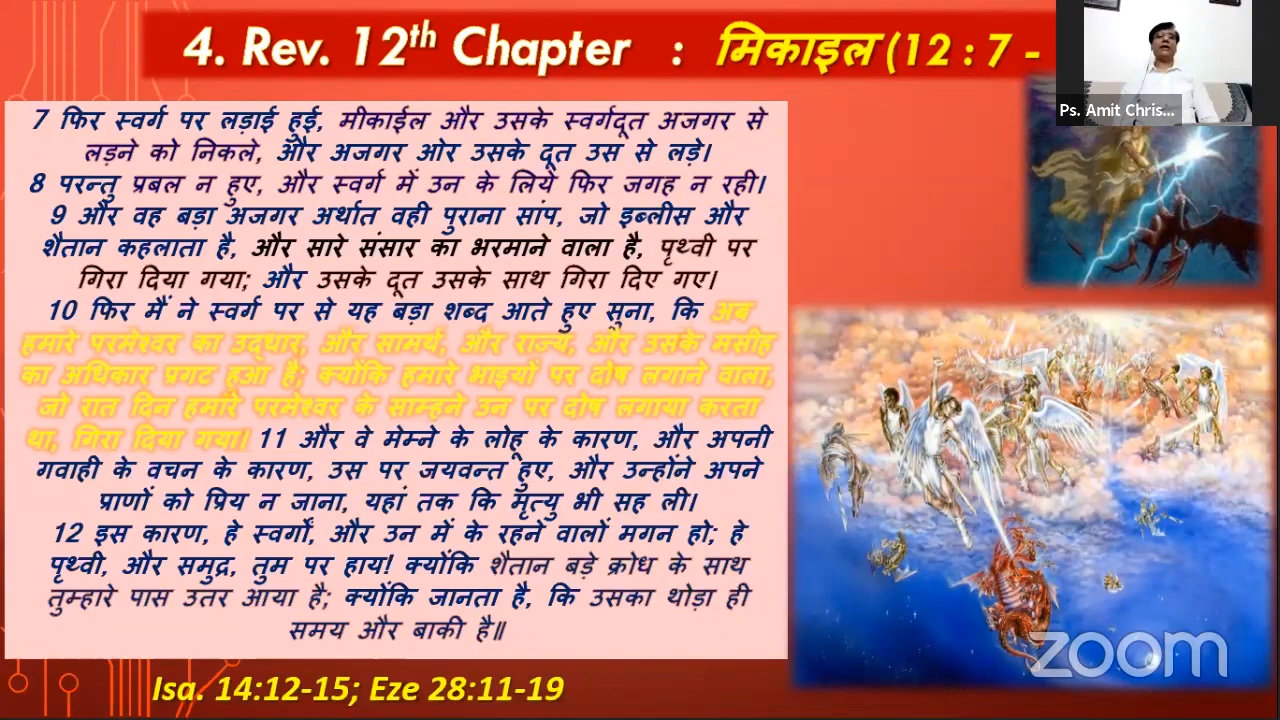 4. Rev. 12th Chapter : मिकाइल (12 : 7 -
Ps. Amit Chris...
7 फिर स्वर्ग पर लड़ाई हुई, मीकाईल और उसके स्वर्गदूत अजगर से
लड़ने को निकले, और अजगर ओर उसके दूत उस से लड़े।
8 परन्तु प्रबल न हुए, और स्वर्ग में उन के लिये फिर जगह न रही।
9 और वह बड़ा अजगर अर्थात वही पुराना सांप, जो इब्लीस और
शैतान कहलाता है, और सारे संसार का भरमाने वाला है, पृथ्वी पर
गिरा दिया गया; और उसके दूत उसके साथ गिरा दिए गए।
10 फिर मैं ने स्वर्ग पर से यह बड़ा शब्द आते हुए सुना, कि अब
हमारे परमेश्वर का उद्धार, और सामर्थ, और राज्य, और उसके मसीह
का अधिकार प्रगट हुआ है; क्योंकि हमारे भाइयों पर दोष लगाने वाला,
जो रात दिन हमारे परमेश्वर के साम्हने उन पर दोष लगाया करता
था, गिरा दिया गया। 11 और वे मेम्ने के लोहू के कारण, और अपनी
गवाही के वचन के कारण, उस पर जयवन्त हुए, और उन्होंने अपने
प्राणों को प्रिय न जाना, यहां तक कि मृत्यु भी सह ली।
12 इस कारण, हे स्वर्गों, और उन में के रहने वालों मगन हो; हे
पृथ्वी, और समुद्र, तुम पर हाय! क्योंकि शैतान बड़े क्रोध के साथ
तुम्हारे पास उतर आया है; क्योंकि जानता है, कि उसका थोड़ा ही
समय और बाकी है॥
zoom
Isa. 14:12-15; Eze 28:11-19